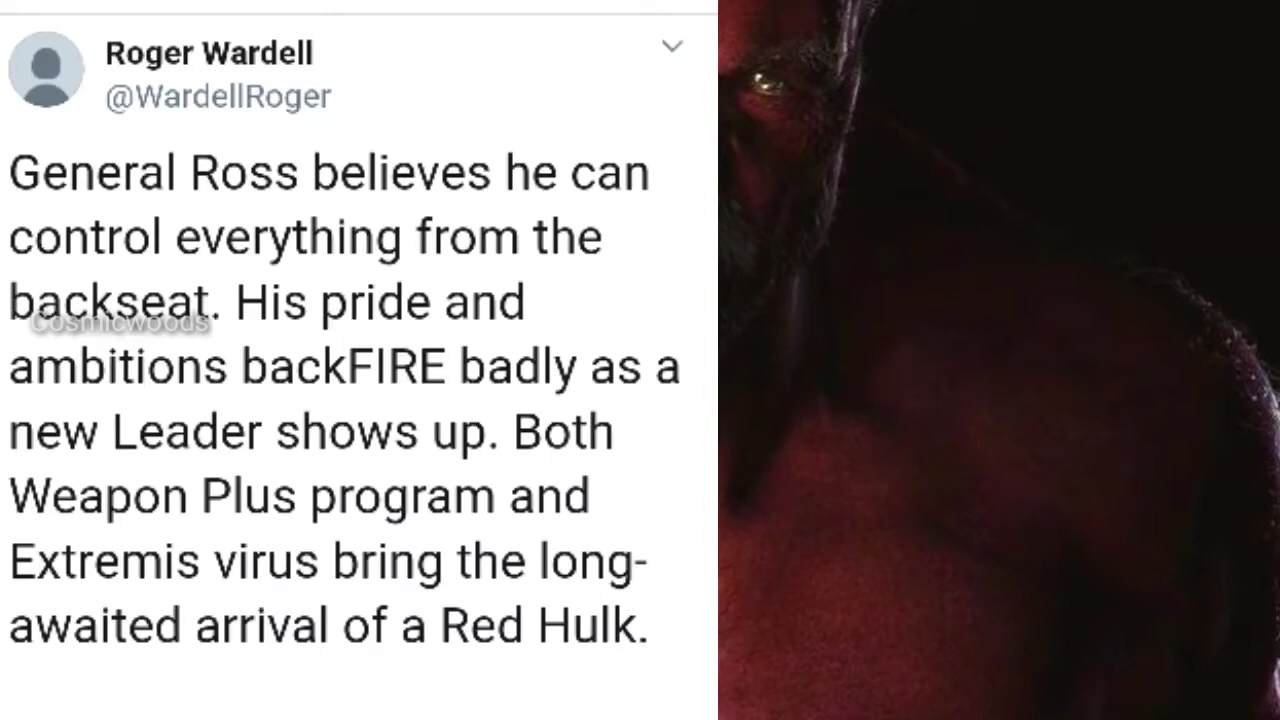 Roger Wardell
@WardellRoger
General Ross believes he can
control everything from the
backseat. His pride and
Cosmicwoods
ambitions backFIRE badly as a
new Leader shows up. Both
Weapon Plus program and
Extremis virus bring the long-
awaited arrival of a Red Hulk.